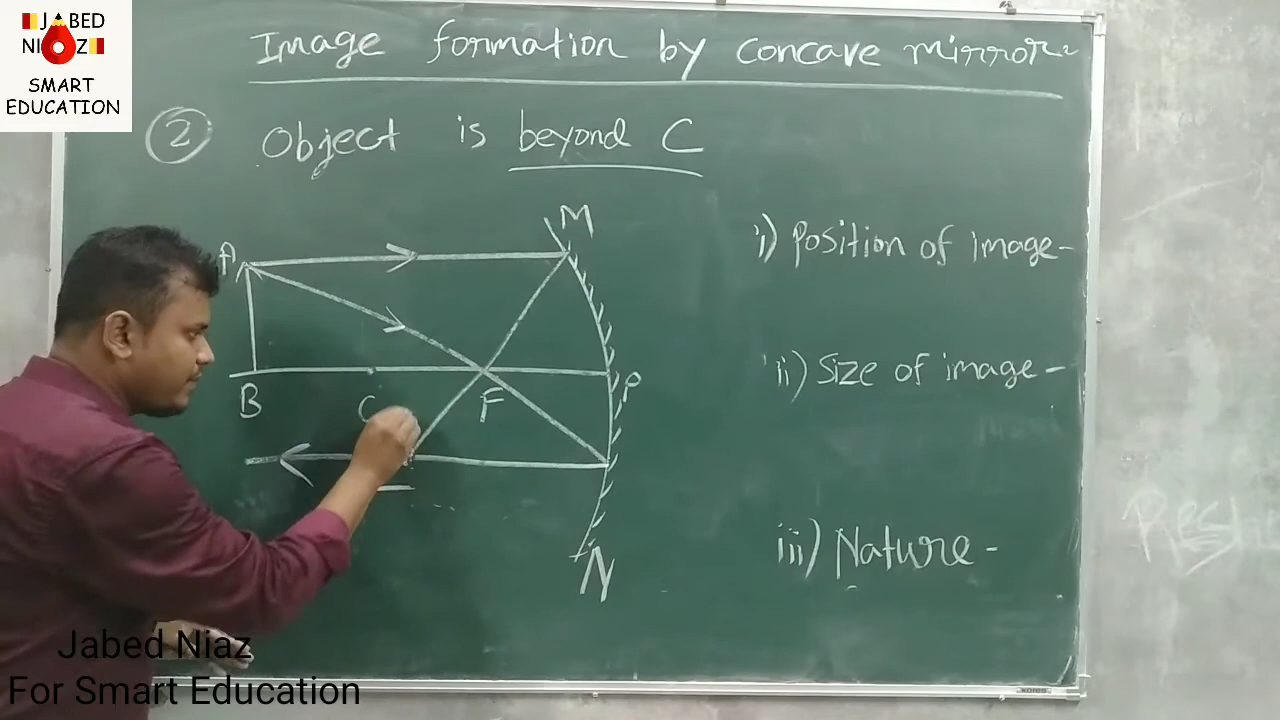 JABED
NIAZ
SMART
EDUCATION
Image formation by concave mirror
2 Object is beyond C
M
A
i) Position of image-
B
C
F
P
ii) Size of image-
iii) Nature-
N
Jabed Niaz
For Smart Education
KORES